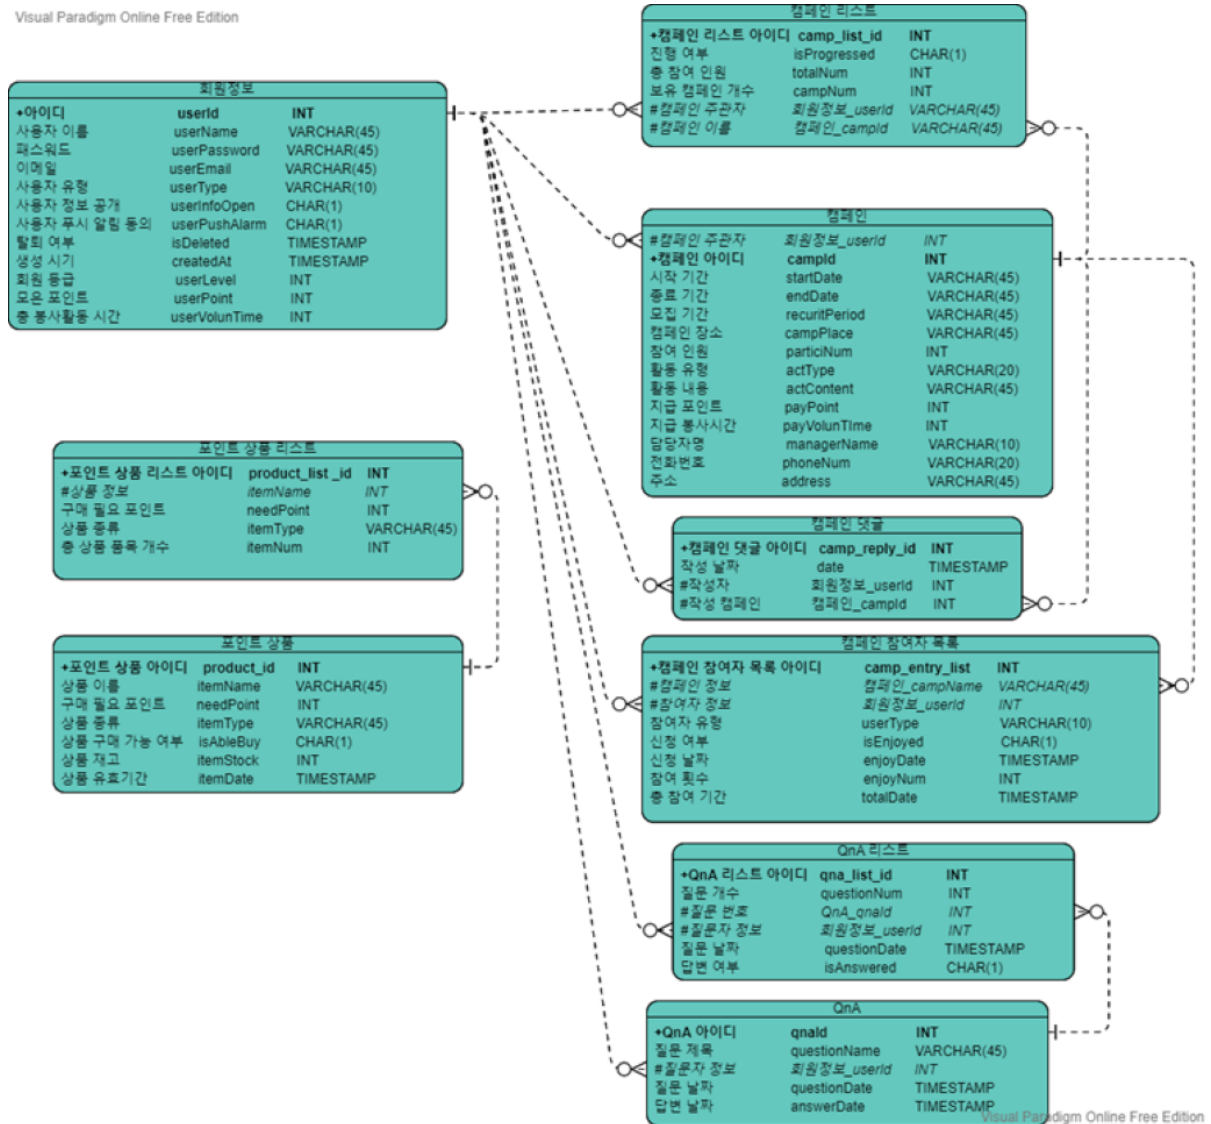 Visual Paradigm Online Free Edition
회원정보
+아이디 userId INT
사용자 이름 userName VARCHAR(45)
패스워드 userPassword VARCHAR(45)
이메일 userEmail VARCHAR(45)
사용자 유형 userType VARCHAR(10)
사용자 정보 공개 userInfoOpen CHAR(1)
사용자 푸시 알림 동의 userPushAlarm CHAR(1)
탈퇴 여부 isDeleted TIMESTAMP
생성 시기 createdAt TIMESTAMP
회원 등급 userLevel INT
모은 포인트 userPoint INT
총 봉사활동 시간 userVolunTime INT
포인트 상품 리스트
+포인트 상품 리스트 아이디 product_list _id INT
#상품 정보 itemName INT
구매 필요 포인트 needPoint INT
상품 종류 itemType VARCHAR(45)
총 상품 품목 개수 itemNum INT
포인트 상품
+포인트 상품 아이디 product_id INT
상품 이름 itemName VARCHAR(45)
구매 필요 포인트 needPoint INT
상품 종류 itemType VARCHAR(45)
상품 구매 가능 여부 isAbleBuy CHAR(1)
상품 재고 itemStock INT
상품 유효기간 itemDate TIMESTAMP
캠페인 리스트
+캠페인 리스트 아이디 camp_list_id INT
진행 여부 isProgressed CHAR(1)
총 참여 인원 totalNum INT
보유 캠페인 개수 campNum INT
#캠페인 주관자 회원정보_userId VARCHAR(45)
#캠페인 이름 캠페인_campId VARCHAR(45)
캠페인
#캠페인 주관자 회원정보_userId INT
+캠페인 아이디 campId INT
시작 기간 startDate VARCHAR(45)
종료 기간 endDate VARCHAR(45)
모집 기간 recuritPeriod VARCHAR(45)
캠페인 장소 campPlace VARCHAR(45)
참여 인원 particiNum INT
활동 유형 actType VARCHAR(20)
활동 내용 actContent VARCHAR(45)
지급 포인트 payPoint INT
지급 봉사시간 payVolunTIme INT
담당자명 managerName VARCHAR(10)
전화번호 phoneNum VARCHAR(20)
주소 address VARCHAR(45)
캠페인 댓글
+캠페인 댓글 아이디 camp_reply_id INT
작성 날짜 date TIMESTAMP
#작성자 회원정보_userId INT
#작성 캠페인 캠페인_campId INT
캠페인 참여자 목록
+캠페인 참여자 목록 아이디 camp_entry_list INT
#캠페인 정보 캠페인_campName VARCHAR(45)
#참여자 정보 회원정보_userId INT
참여자 유형 userType VARCHAR(10)
신청 여부 isEnjoyed CHAR(1)
신청 날짜 enjoyDate TIMESTAMP
참여 횟수 enjoyNum INT
총 참여 기간 totalDate TIMESTAMP
QnA 리스트
+QnA 리스트 아이디 qna_list_id INT
질문 개수 questionNum INT
#질문 번호 QnA_qnaId INT
#질문자 정보 회원정보_userId INT
질문 날짜 questionDate TIMESTAMP
답변 여부 isAnswered CHAR(1)
QnA
+QnA 아이디 qnaId INT
질문 제목 questionName VARCHAR(45)
#질문자 정보 회원정보_userId INT
질문 날짜 questionDate TIMESTAMP
답변 날짜 answerDate TIMESTAMP
Visual Paradigm Online Free Edition